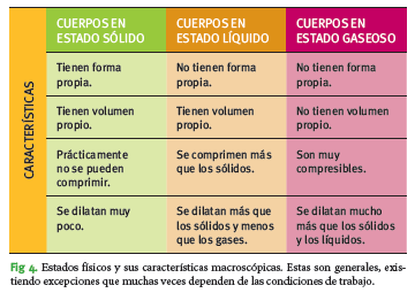 CUERPOS EN
ESTADO SÓLIDO
CUERPOS EN
ESTADO LÍQUIDO
CUERPOS EN
ESTADO GASEOSO
CARACTERÍSTICAS
Tienen forma
propia.
No tienen forma
propia.
No tienen forma
propia.
Tienen volumen
propio.
Tienen volumen
propio.
No tienen volumen
propio.
Prácticamente
no se pueden
comprimir.
Se comprimen más
que los sólidos.
Son muy
compresibles.
Se dilatan muy
poco.
Se dilatan más que
los sólidos y menos
que los gases.
Se dilatan mucho
más que los sólidos
y los líquidos.
Fig 4. Estados físicos y sus características macroscópicas. Estas son generales, exis-
tiendo excepciones que muchas veces dependen de las condiciones de trabajo.